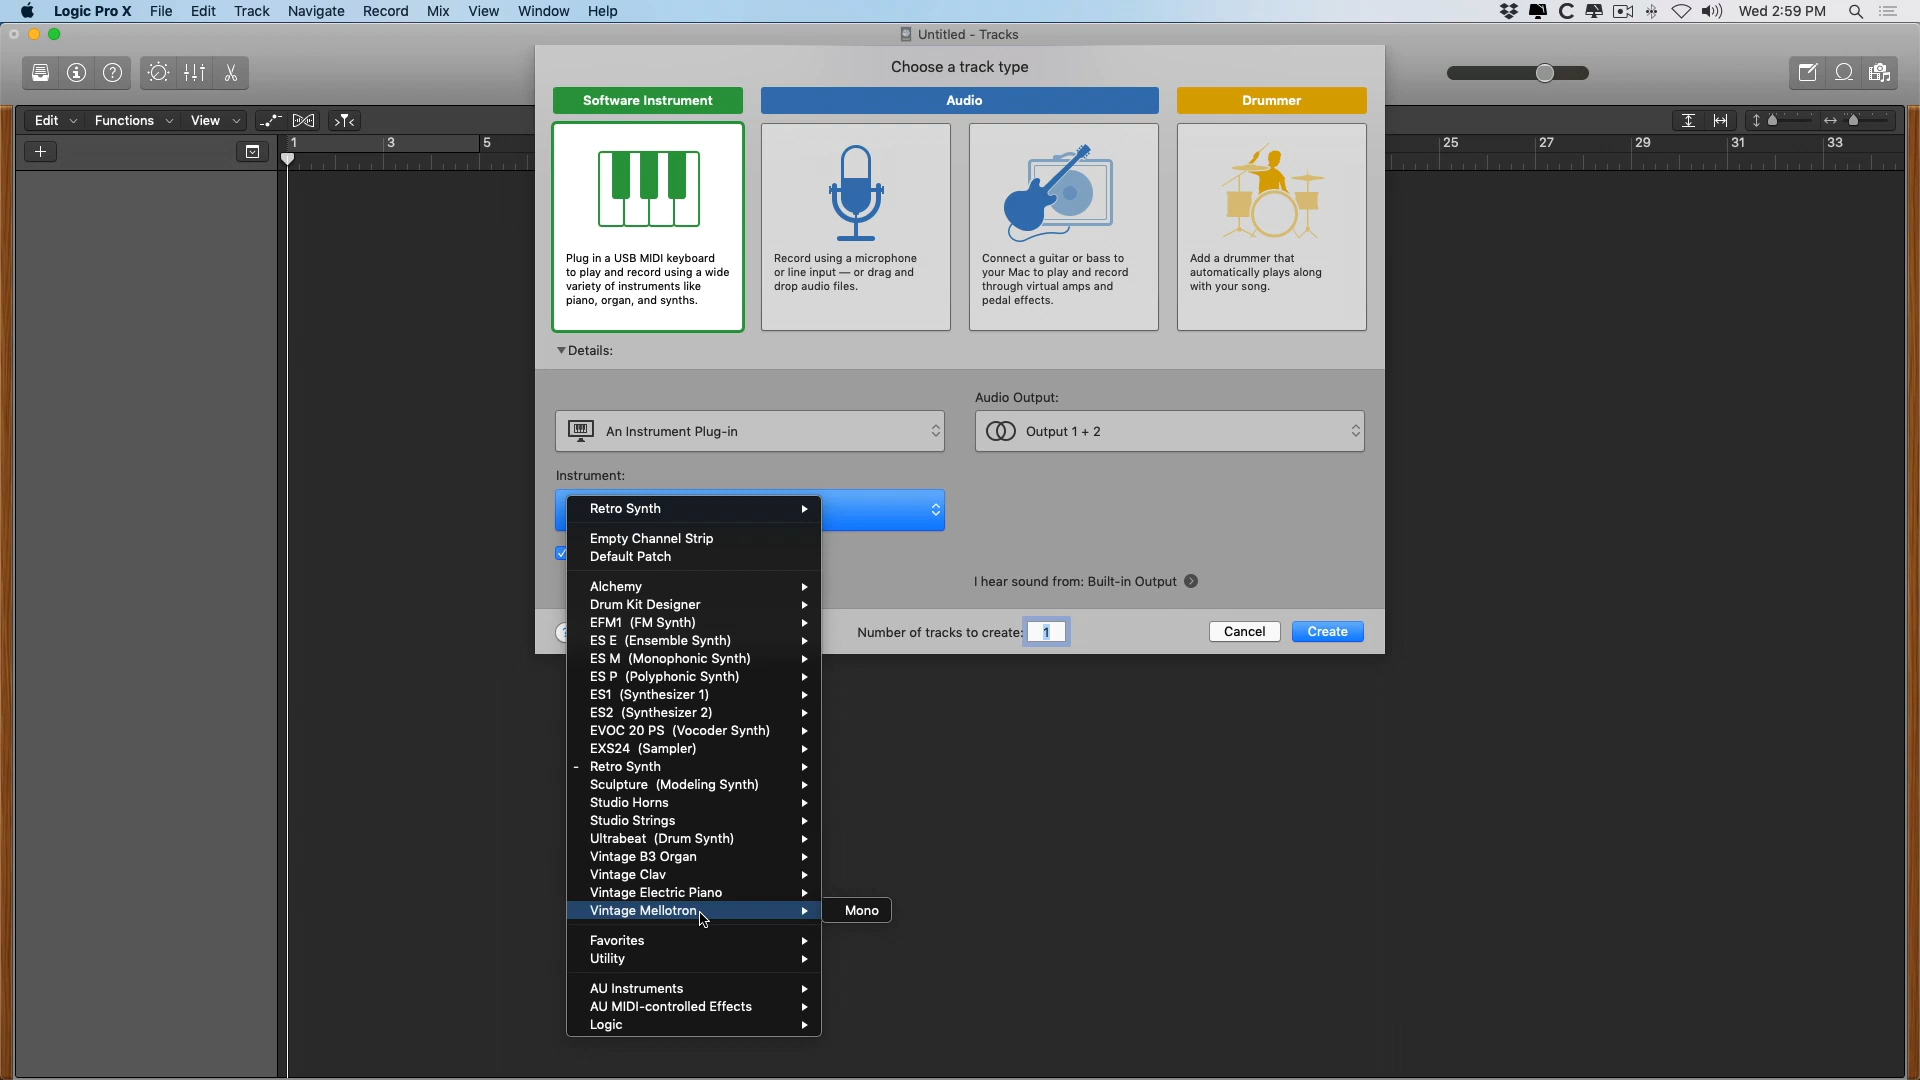 Logic Pro X File Edit Track Navigate Record Mix View Window Help Wed 2:59 PM
Untitled - Tracks
Choose a track type
Software Instrument Audio Drummer
Edit Functions View
1 3 5 25 27 29 31 33
Plug in a USB MIDI keyboard
to play and record using a wide
variety of instruments like
piano, organ, and synths.
Record using a microphone
or line input — or drag and
drop audio files.
Connect a guitar or bass to
your Mac to play and record
through virtual amps and
pedal effects.
Add a drummer that
automatically plays along
with your song.
Details:
Audio Output:
An Instrument Plug-in
Output 1 + 2
Instrument:
Retro Synth
Empty Channel Strip
Default Patch
Alchemy
Drum Kit Designer
EFM1 (FM Synth)
ES E (Ensemble Synth)
ES M (Monophonic Synth)
ES P (Polyphonic Synth)
ES1 (Synthesizer 1)
ES2 (Synthesizer 2)
EVOC 20 PS (Vocoder Synth)
EXS24 (Sampler)
- Retro Synth
Sculpture (Modeling Synth)
Studio Horns
Studio Strings
Ultrabeat (Drum Synth)
Vintage B3 Organ
Vintage Clav
Vintage Electric Piano
Vintage Mellotron
Mono
Favorites
Utility
AU Instruments
AU MIDI-controlled Effects
Logic
I hear sound from: Built-in Output
Number of tracks to create: 1
Cancel Create